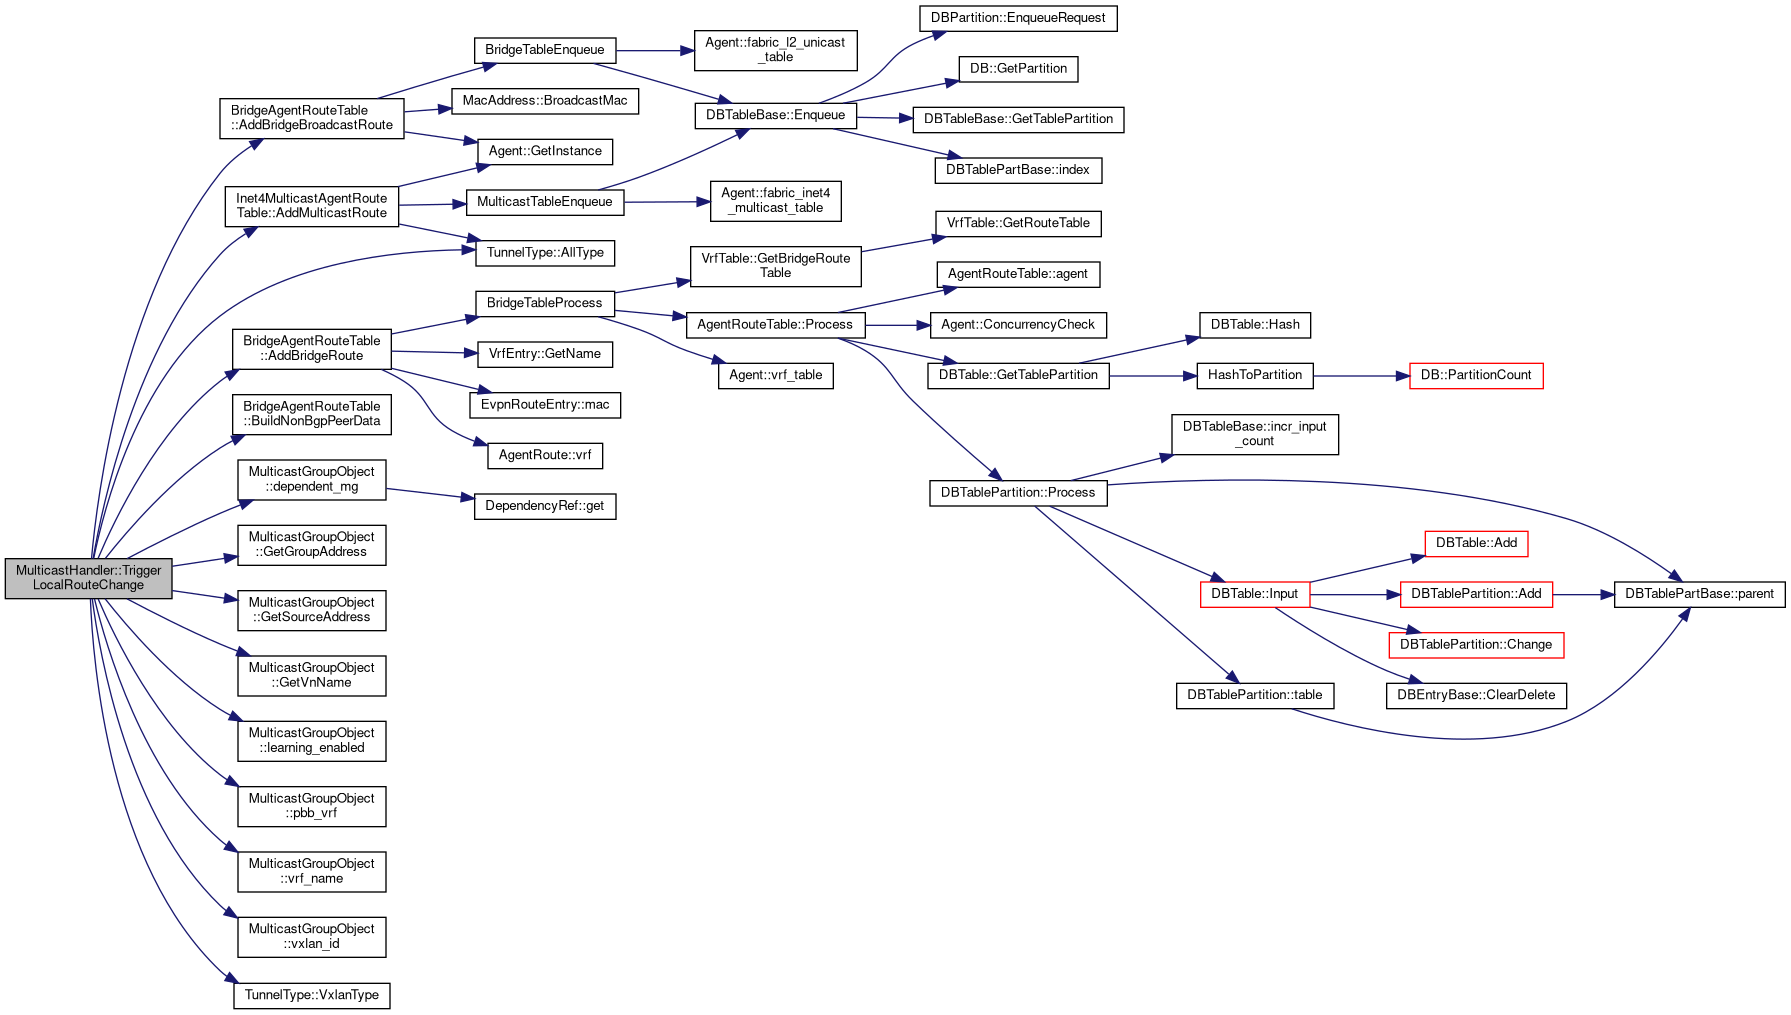 MulticastHandler::Trigger
LocalRouteChange
BridgeAgentRouteTable
::AddBridgeBroadcastRoute
Inet4MulticastAgentRoute
Table::AddMulticastRoute
BridgeAgentRouteTable
::AddBridgeRoute
BridgeAgentRouteTable
::BuildNonBgpPeerData
MulticastGroupObject
::dependent_mg
MulticastGroupObject
::GetGroupAddress
MulticastGroupObject
::GetSourceAddress
MulticastGroupObject
::GetVnName
MulticastGroupObject
::learning_enabled
MulticastGroupObject
::pbb_vrf
MulticastGroupObject
::vrf_name
MulticastGroupObject
::vxlan_id
TunnelType::VxlanType
BridgeTableEnqueue
MacAddress::BroadcastMac
Agent::GetInstance
MulticastTableEnqueue
TunnelType::AllType
BridgeTableProcess
VrfEntry::GetName
EvpnRouteEntry::mac
AgentRoute::vrf
DependencyRef::get
Agent::fabric_l2_unicast
_table
DBTableBase::Enqueue
Agent::fabric_inet4
_multicast_table
VrfTable::GetBridgeRoute
Table
AgentRouteTable::Process
Agent::vrf_table
DBPartition::EnqueueRequest
DB::GetPartition
DBTableBase::GetTablePartition
DBTablePartBase::index
VrfTable::GetRouteTable
AgentRouteTable::agent
Agent::ConcurrencyCheck
DBTable::GetTablePartition
DBTablePartition::Process
DBTable::Hash
HashToPartition
DBTableBase::incr_input
_count
DBTable::Input
DBTablePartition::table
DB::PartitionCount
DBTable::Add
DBTablePartition::Add
DBTablePartition::Change
DBEntryBase::ClearDelete
DBTablePartBase::parent